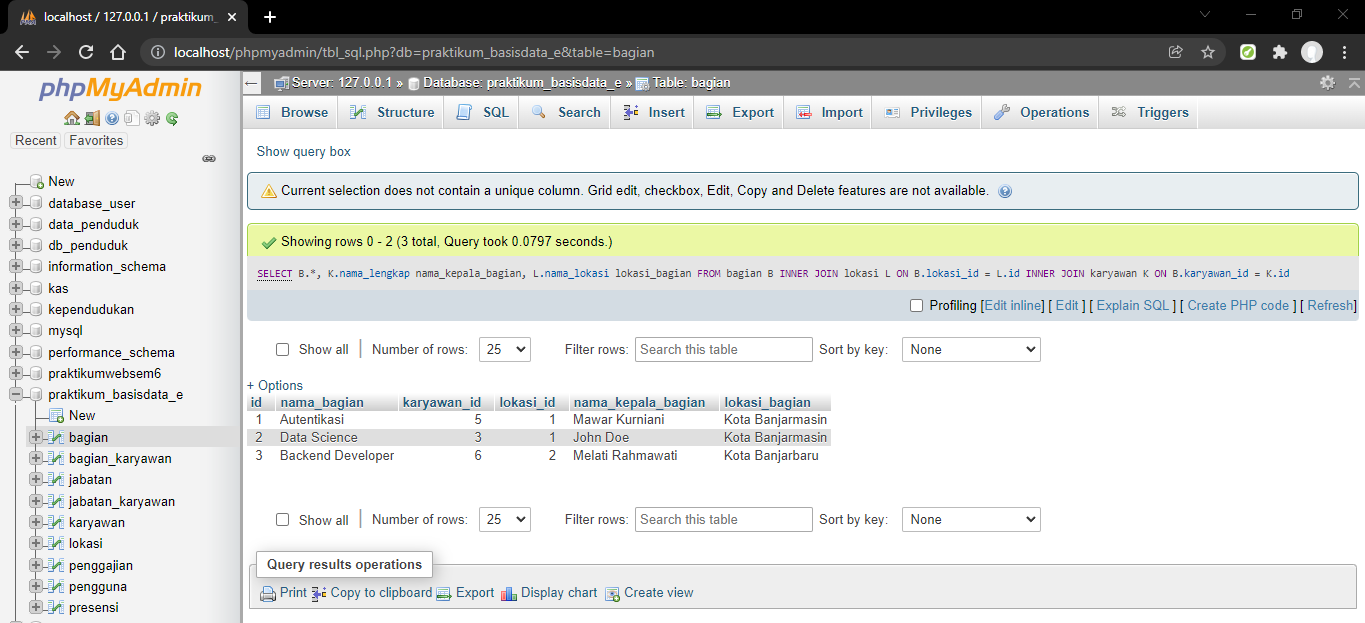 localhost / 127.0.0.1 / praktikum_
localhost/phpmyadmin/tbl_sql.php?db=praktikum_basisdata_e&table=bagian
phpMyAdmin
Recent Favorites
New
database_user
data_penduduk
db_penduduk
information_schema
kas
kependudukan
mysql
performance_schema
praktikumwebsem6
praktikum_basisdata_e
New
bagian
bagian_karyawan
jabatan
jabatan_karyawan
karyawan
lokasi
penggajian
pengguna
presensi
Server: 127.0.0.1 » Database: praktikum_basisdata_e » Table: bagian
Browse Structure SQL Search Insert Export Import Privileges Operations Triggers
Show query box
Current selection does not contain a unique column. Grid edit, checkbox, Edit, Copy and Delete features are not available.
Showing rows 0 - 2 (3 total, Query took 0.0797 seconds.)
SELECT B.*, K.nama_lengkap nama_kepala_bagian, L.nama_lokasi lokasi_bagian FROM bagian B INNER JOIN lokasi L ON B.lokasi_id = L.id INNER JOIN karyawan K ON B.karyawan_id = K.id
Profiling [Edit inline] [ Edit ] [ Explain SQL ] [ Create PHP code ] [ Refresh]
Show all | Number of rows: 25 Filter rows: Search this table Sort by key: None
+ Options
id nama_bagian karyawan_id lokasi_id nama_kepala_bagian lokasi_bagian
1 Autentikasi 5 1 Mawar Kurniani Kota Banjarmasin
2 Data Science 3 1 John Doe Kota Banjarmasin
3 Backend Developer 6 2 Melati Rahmawati Kota Banjarbaru
Show all | Number of rows: 25 Filter rows: Search this table Sort by key: None
Query results operations
Print Copy to clipboard Export Display chart Create view